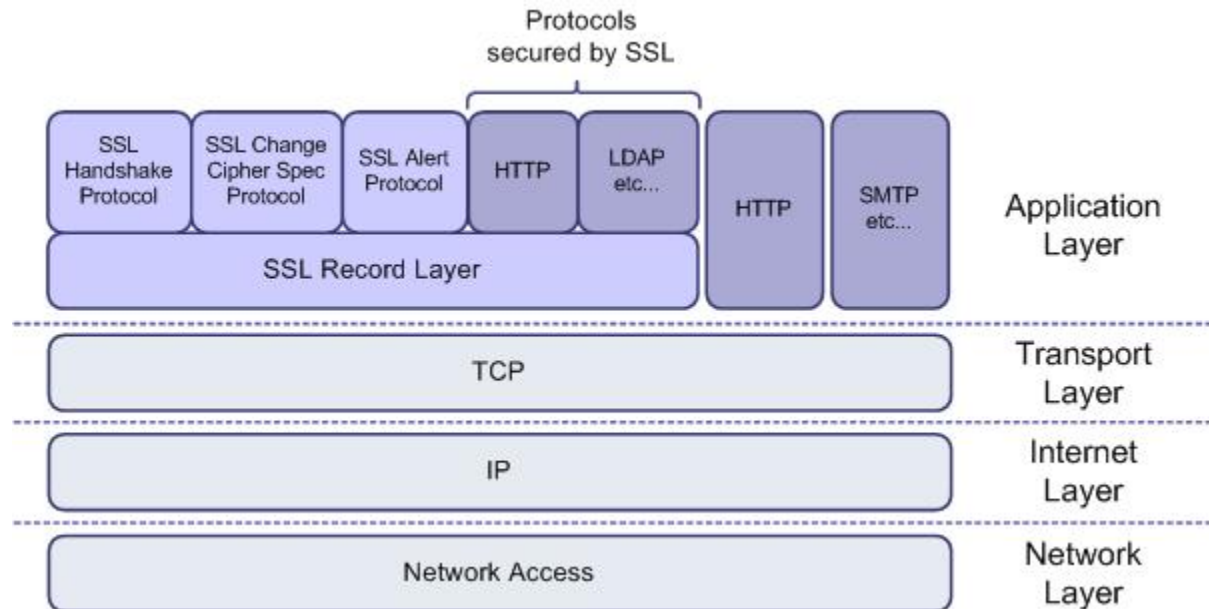 Protocols
secured by SSL
SSL
Handshake
Protocol
SSL Change
Cipher Spec
Protocol
SSL Alert
Protocol
HTTP
LDAP
etc...
HTTP
SMTP
etc...
Application
Layer
SSL Record Layer
TCP
Transport
Layer
IP
Internet
Layer
Network Access
Network
Layer